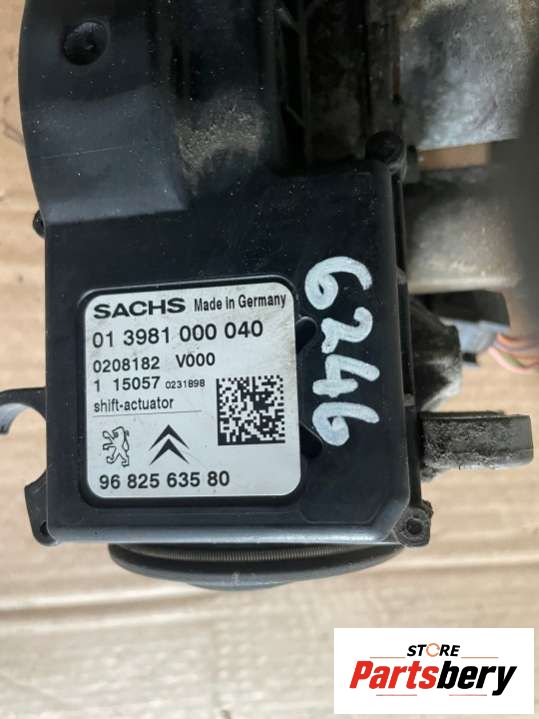 SACHS Made in Germany
01 3981 000 040
0208182 V000
1 15057 0231898
shift-actuator
96 825 635 80
6246
STORE
Partsbery